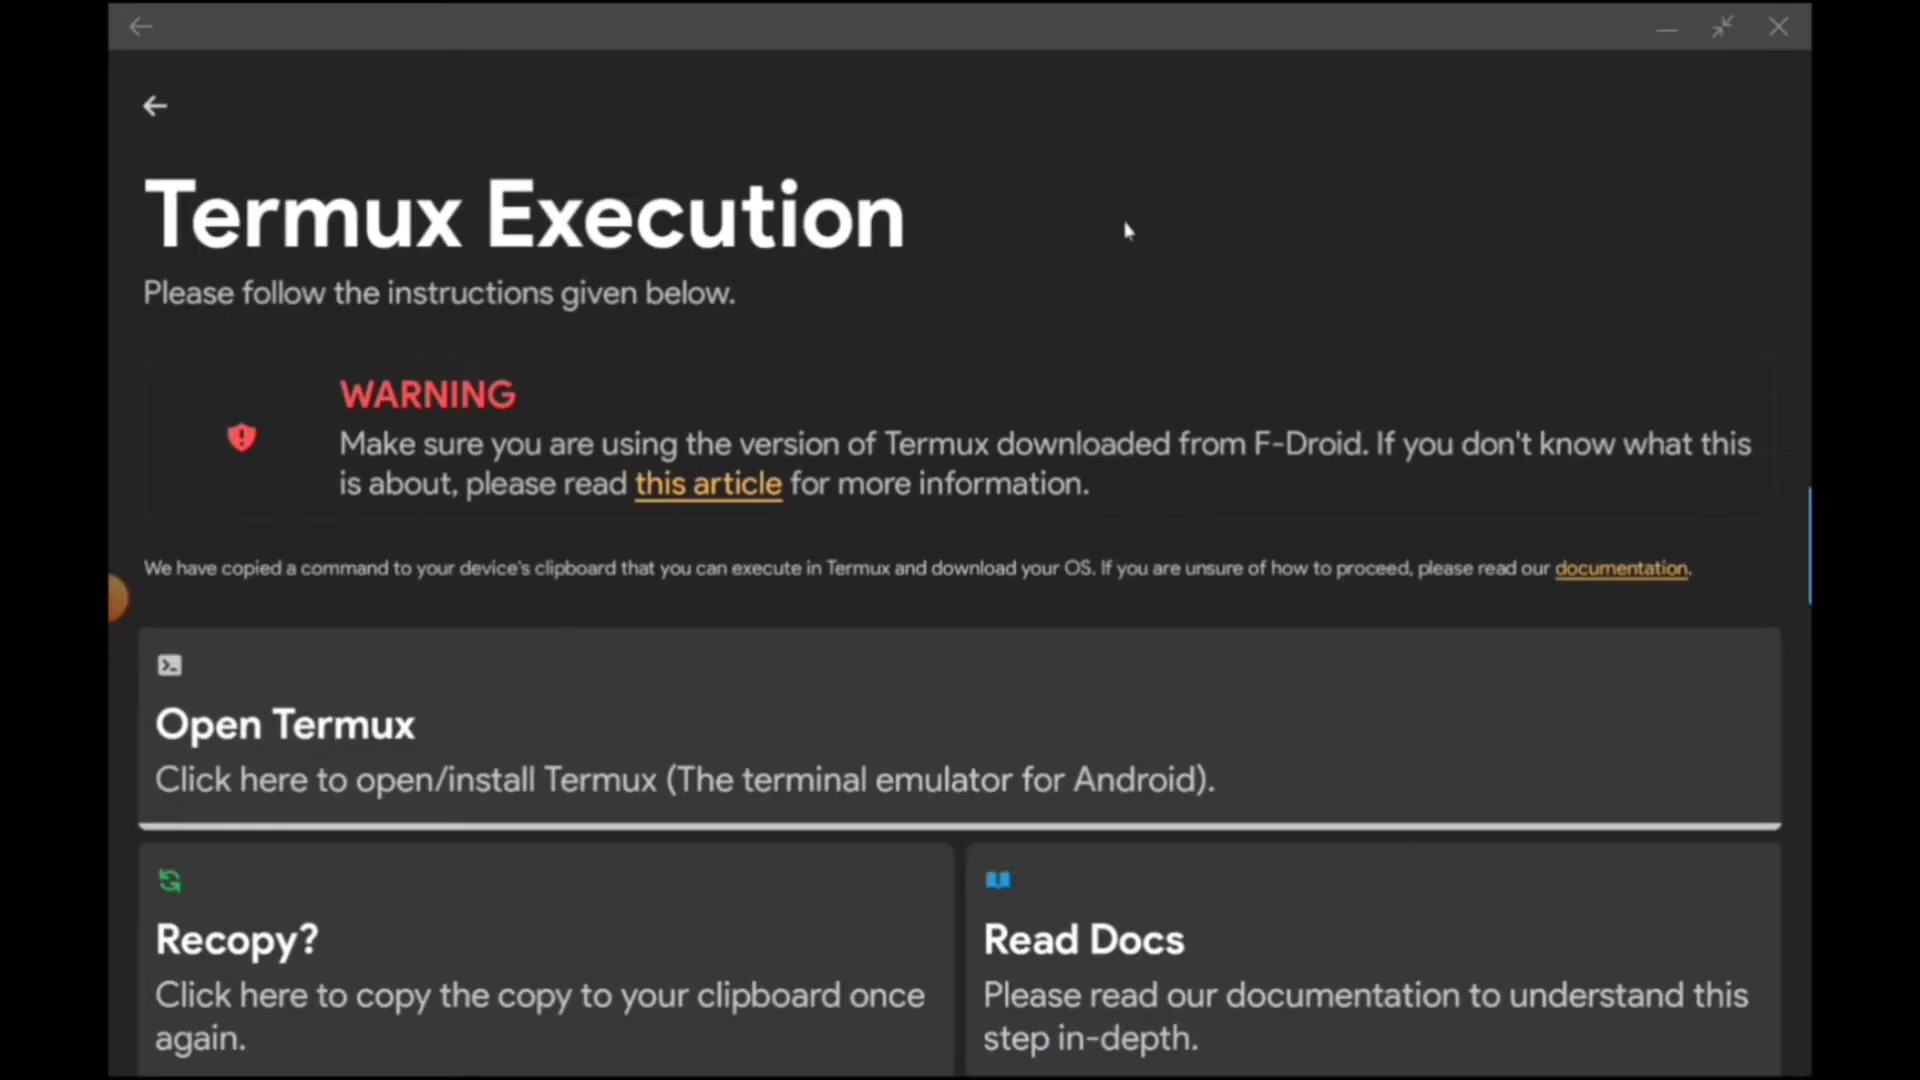 Termux Execution
Please follow the instructions given below.
WARNING
Make sure you are using the version of Termux downloaded from F-Droid. If you don't know what this
is about, please read this article for more information.
We have copied a command to your device's clipboard that you can execute in Termux and download your OS. If you are unsure of how to proceed, please read our documentation.
Open Termux
Click here to open/install Termux (The terminal emulator for Android).
Recopy?
Click here to copy the copy to your clipboard once
again.
Read Docs
Please read our documentation to understand this
step in-depth.